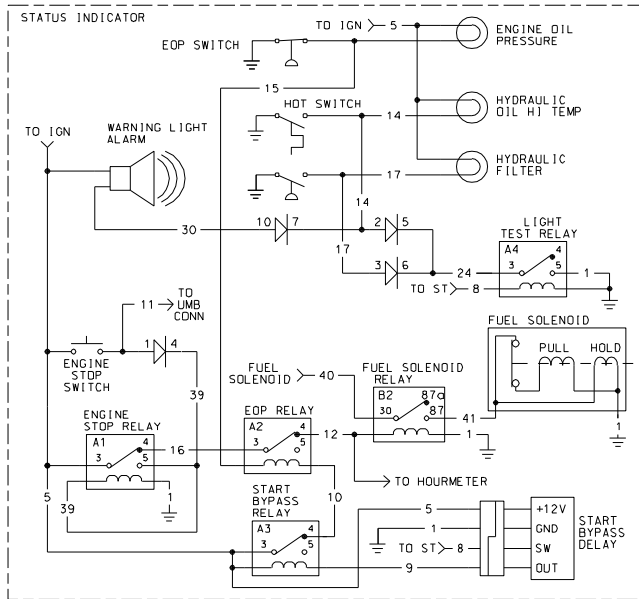 STATUS INDICATOR
TO IGN
5
ENGINE OIL
PRESSURE
EOP SWITCH
15
HOT SWITCH
14
HYDRAULIC
OIL HI TEMP
TO IGN
WARNING LIGHT
ALARM
17
HYDRAULIC
FILTER
14
30
10
7
2
5
17
LIGHT
TEST RELAY
A4
4
3
5
1
3
6
24
TO ST
8
11
TO
UMB
CONN
FUEL SOLENOID
PULL
HOLD
1
4
ENGINE
STOP
SWITCH
FUEL
SOLENOID
40
FUEL SOLENOID
RELAY
B2
87
30
87
41
1
1
39
ENGINE
STOP RELAY
A1
4
3
5
16
EOP RELAY
A2
4
3
5
12
1
TO HOURMETER
5
39
START
BYPASS
RELAY
10
A3
4
3
5
5
1
TO ST
8
9
+12V
GND
SW
OUT
START
BYPASS
DELAY